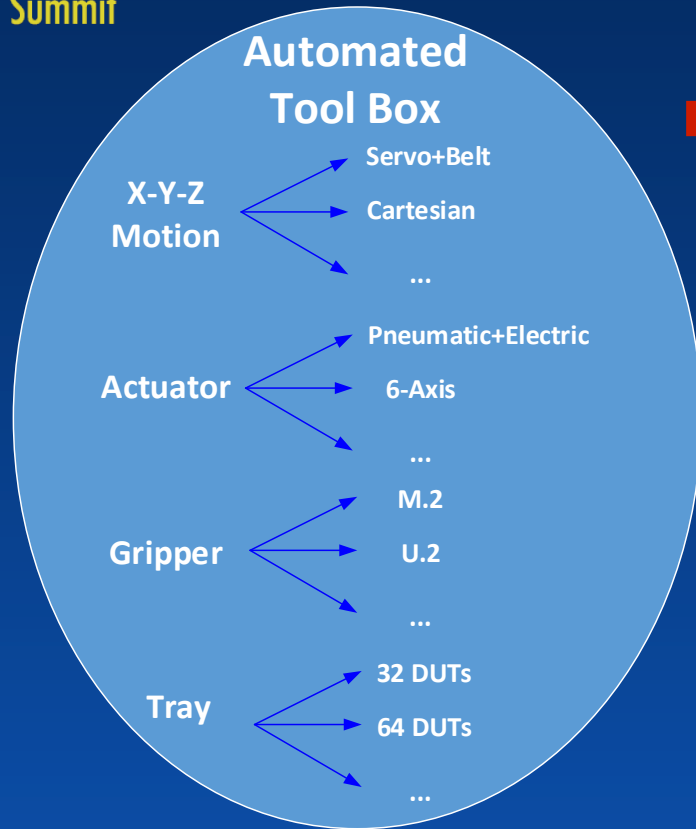 Summit
Automated
Tool Box
X-Y-Z
Motion
Servo+Belt
Cartesian
...
Actuator
Pneumatic+Electric
6-Axis
...
Gripper
M.2
U.2
...
Tray
32 DUTs
64 DUTs
...